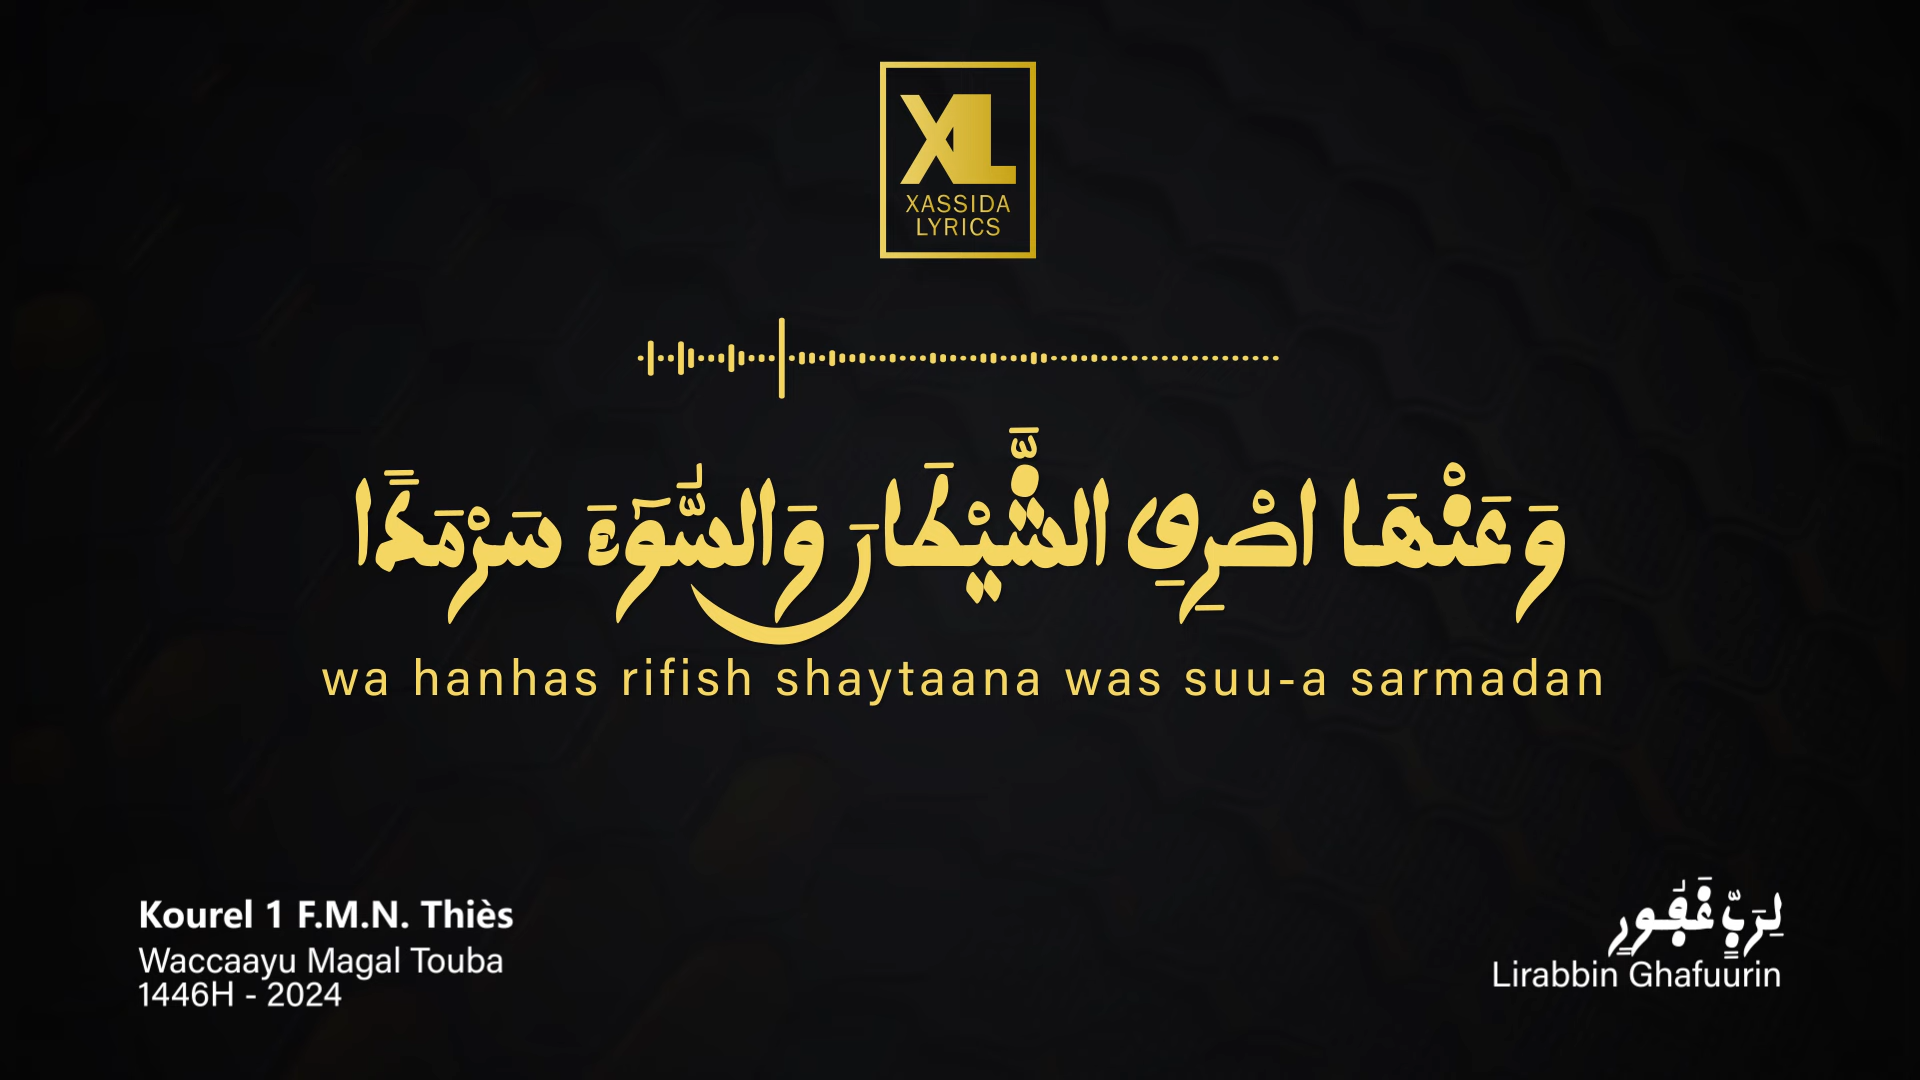 XL
XASSIDA
LYRICS
وَعَنْهَا اصْرِفِ الشَّيْطَانَ وَالسُّوٓءَ سَرْمَدًا
wa hanhas rifish shaytaana was suu-a sarmadan
Kourel 1 F.M.N. Thiès
Waccaayu Magal Touba
1446H - 2024
لِرَبٍّ غَفُورٍ
Lirabbin Ghafuurin